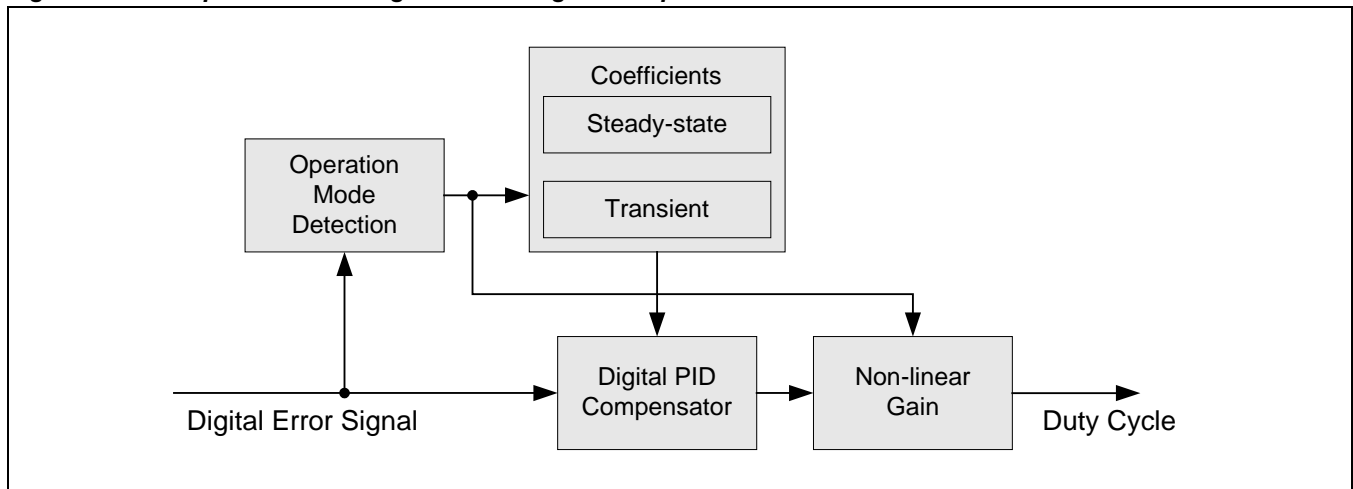 Coefficients
Steady-state
Transient
Operation
Mode
Detection
Digital PID
Compensator
Non-linear
Gain
Digital Error Signal
Duty Cycle